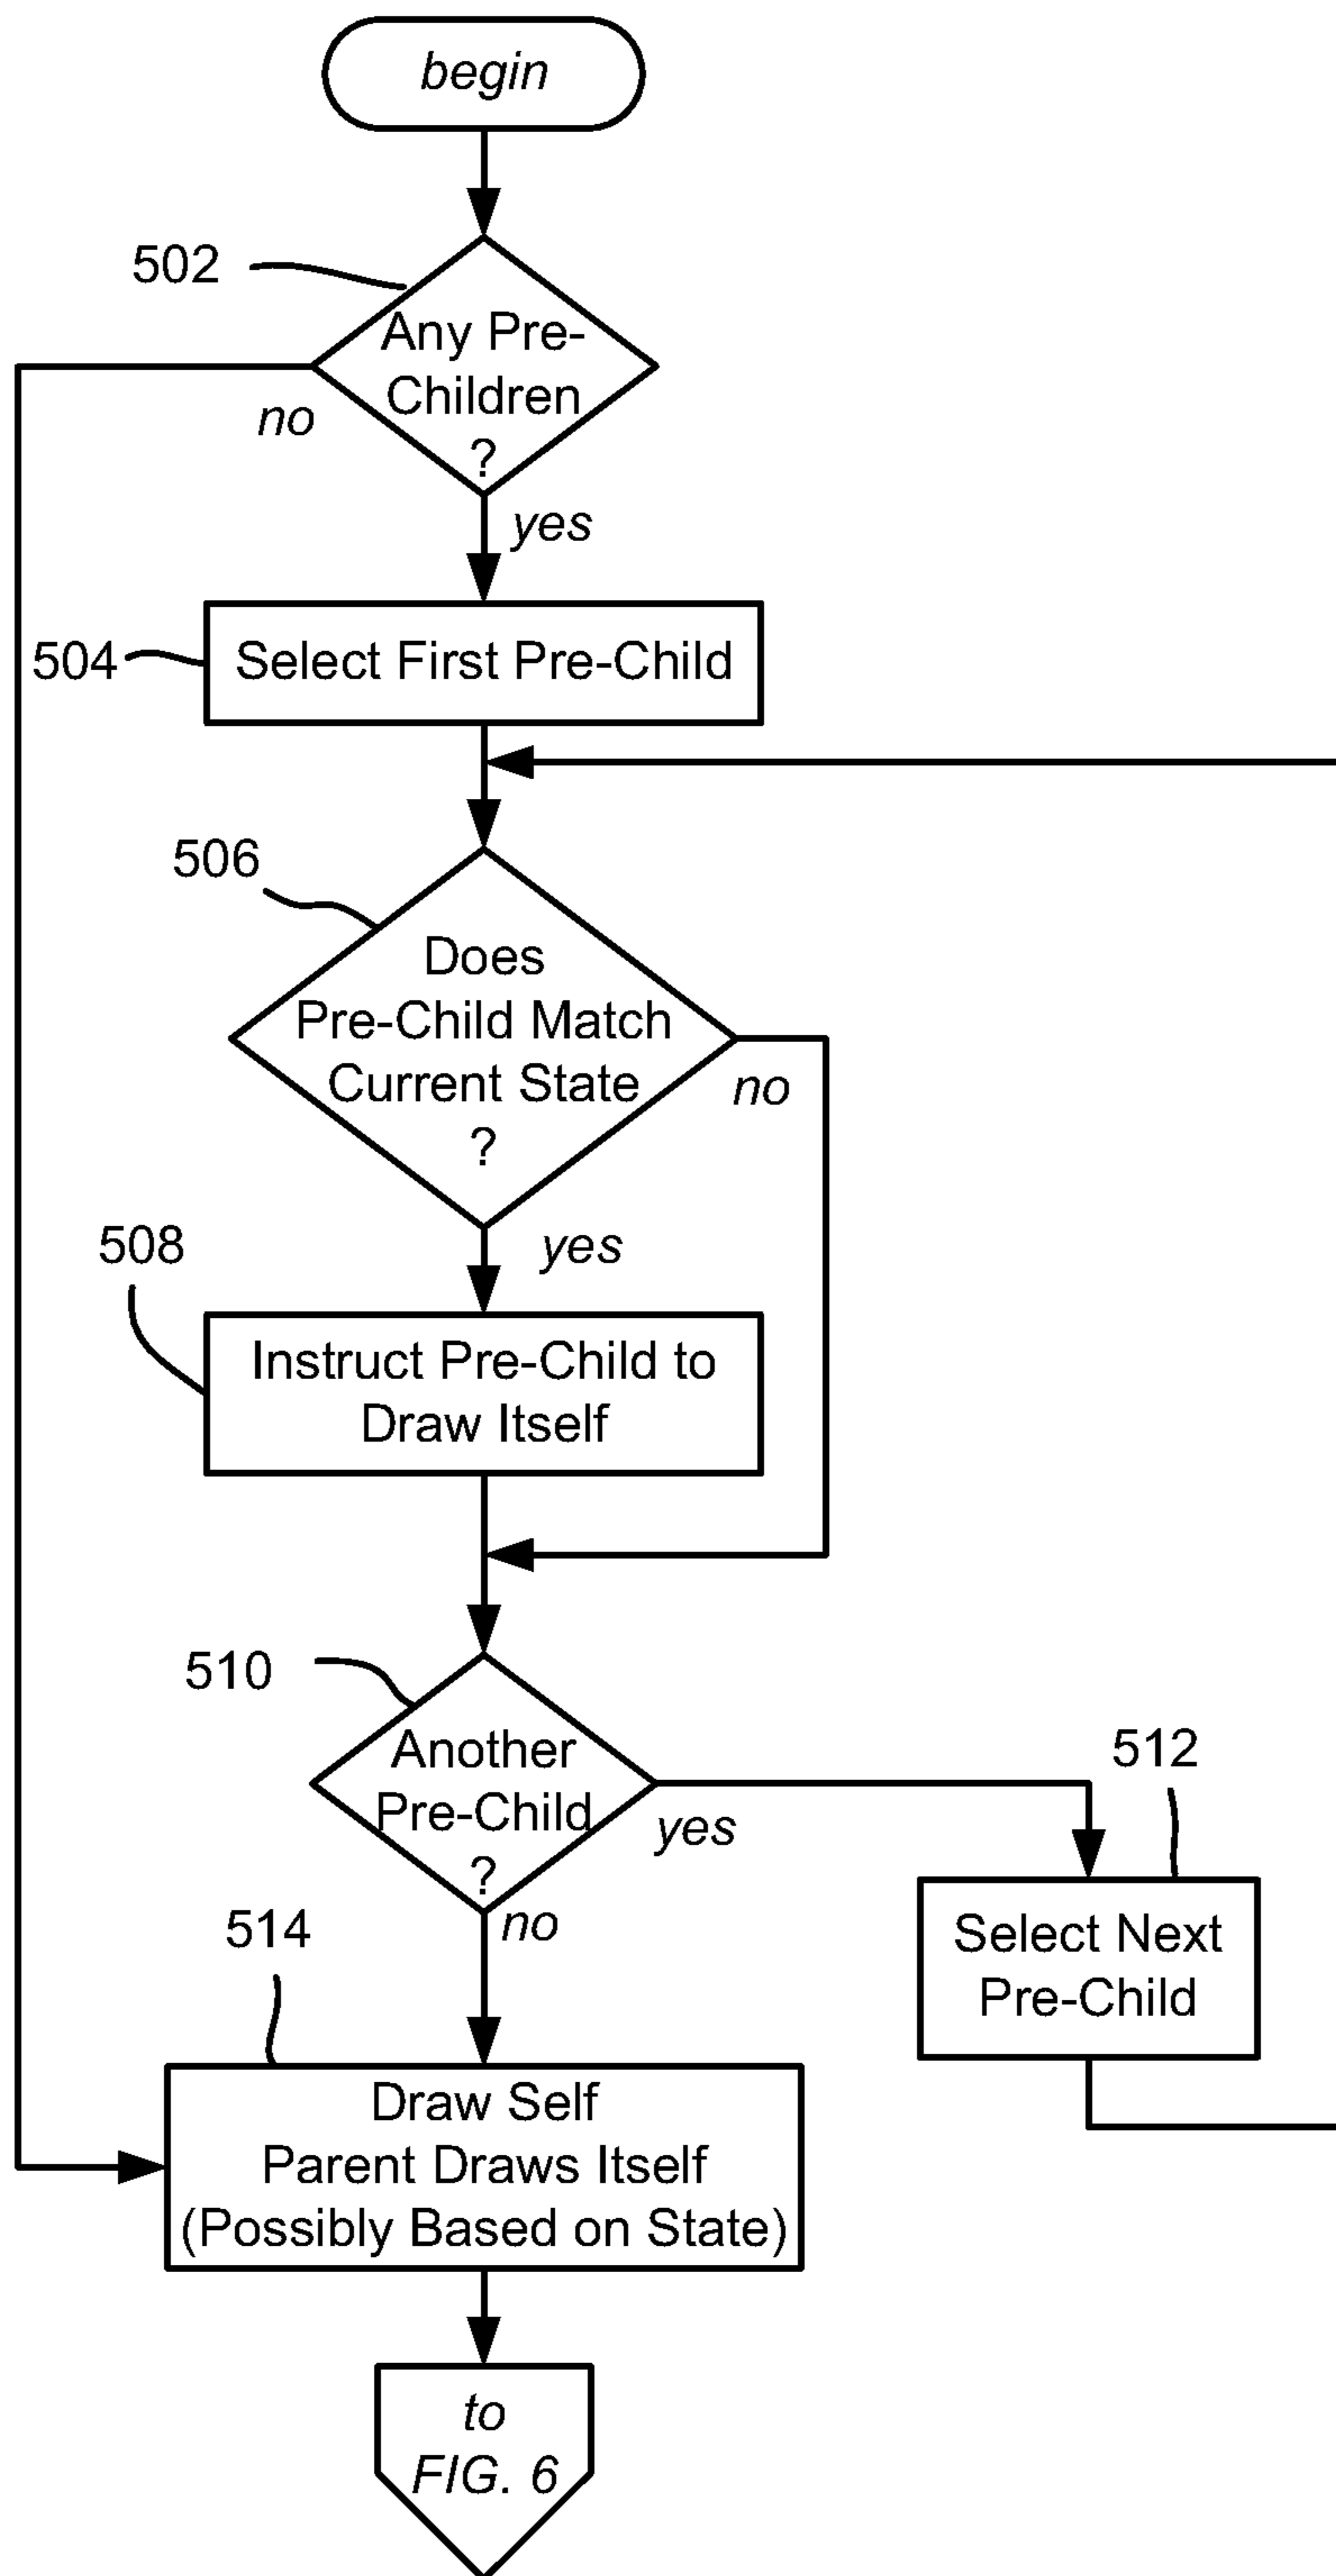 begin
502
Any Pre-
Children
?
no
yes
504
Select First Pre-Child
506
Does
Pre-Child Match
Current State
?
no
yes
508
Instruct Pre-Child to
Draw Itself
510
Another
Pre-Child
?
yes
no
512
Select Next
Pre-Child
514
Draw Self
Parent Draws Itself
(Possibly Based on State)
to
FIG. 6